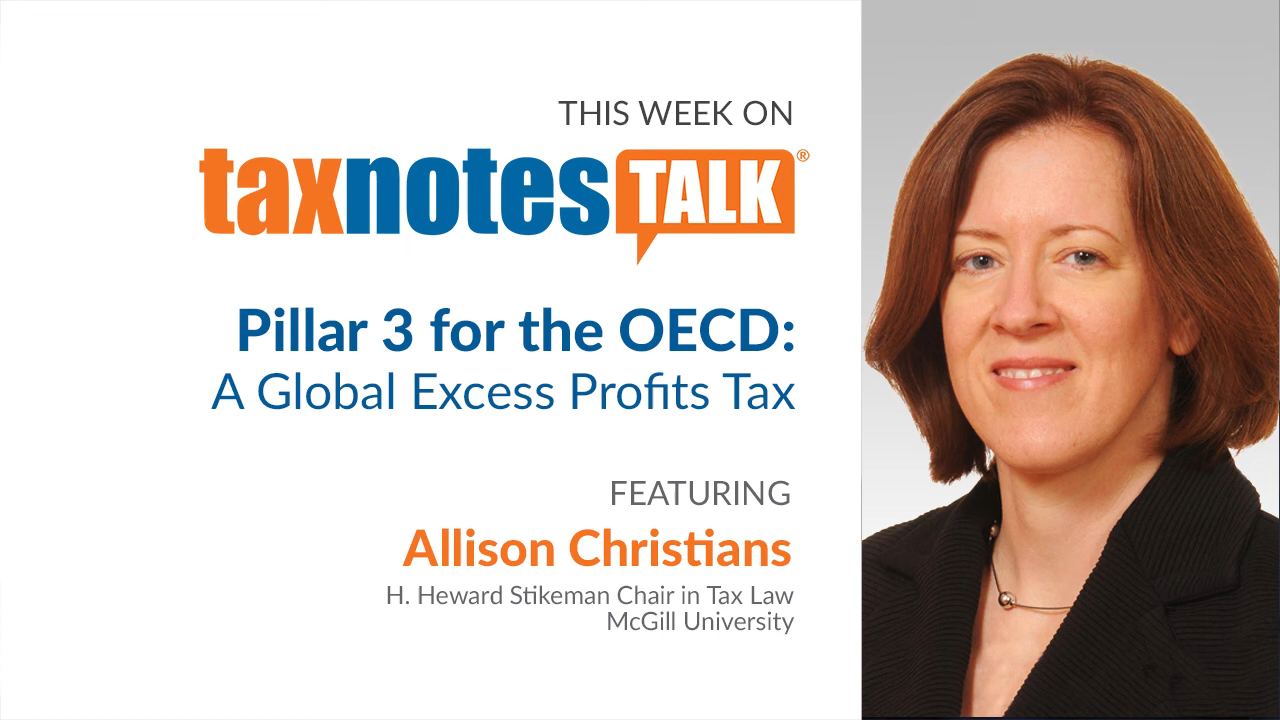 THIS WEEK ON
taxnotes TALK®
Pillar 3 for the OECD:
A Global Excess Profits Tax
FEATURING
Allison Christians
H. Heward Stikeman Chair in Tax Law
McGill University